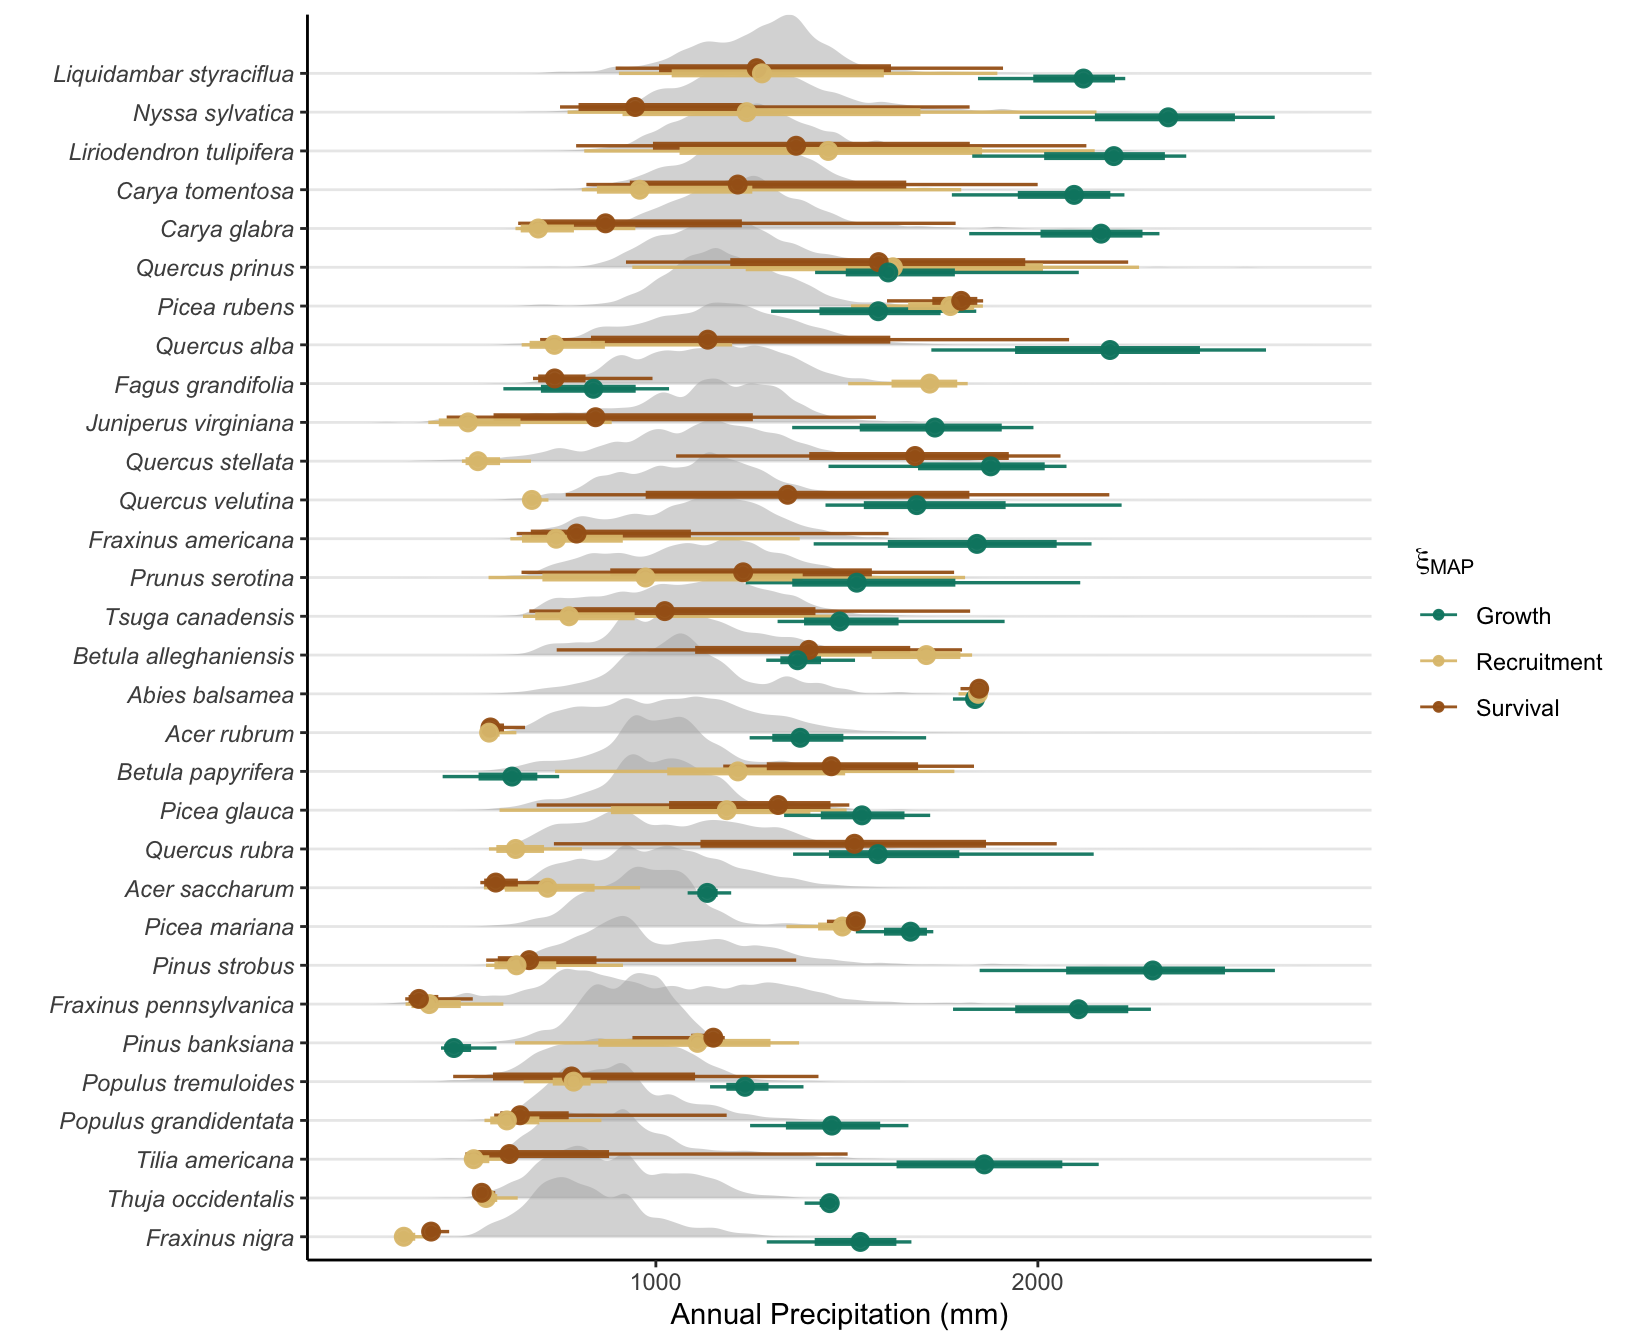 Liquidambar styraciflua
Nyssa sylvatica
Liriodendron tulipifera
Carya tomentosa
Carya glabra
Quercus prinus
Picea rubens
Quercus alba
Fagus grandifolia
Juniperus virginiana
Quercus stellata
Quercus velutina
Fraxinus americana
Prunus serotina
Tsuga canadensis
Betula alleghaniensis
Abies balsamea
Acer rubrum
Betula papyrifera
Picea glauca
Quercus rubra
Acer saccharum
Picea mariana
Pinus strobus
Fraxinus pennsylvanica
Pinus banksiana
Populus tremuloides
Populus grandidentata
Tilia americana
Thuja occidentalis
Fraxinus nigra
1000 2000
Annual Precipitation (mm)
ξMAP
Growth
Recruitment
Survival